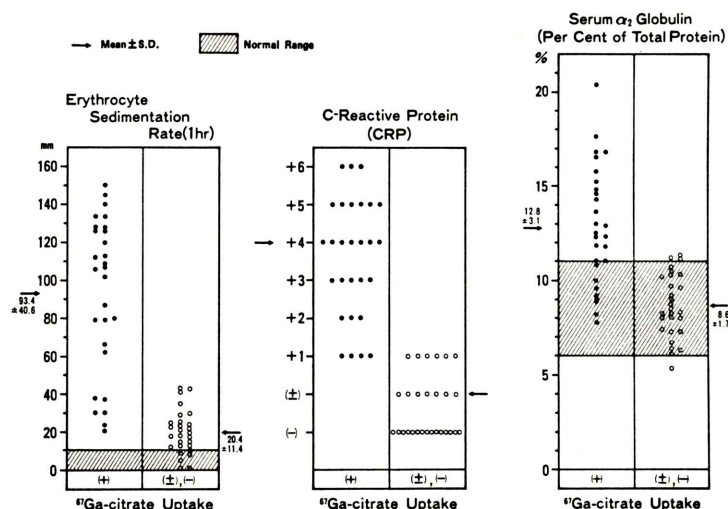 Mean±S.D.
Normal Range
Erythrocyte
Sedimentation
Rate(1hr)
mm
160
140
120
100
80
60
40
20
0
93.4
±40.6
20.4
±11.4
(+)
(±),(-)
⁶⁷Ga-citrate Uptake
C-Reactive Protein
(CRP)
+6
+5
+4
+3
+2
+1
(±)
(-)
(+)
(±),(-)
⁶⁷Ga-citrate Uptake
Serum α₂ Globulin
(Per Cent of Total Protein)
%
20
15
10
5
0
12.8
±3.1
8.6
(+)
(±),(-)
⁶⁷Ga-citrate Uptake